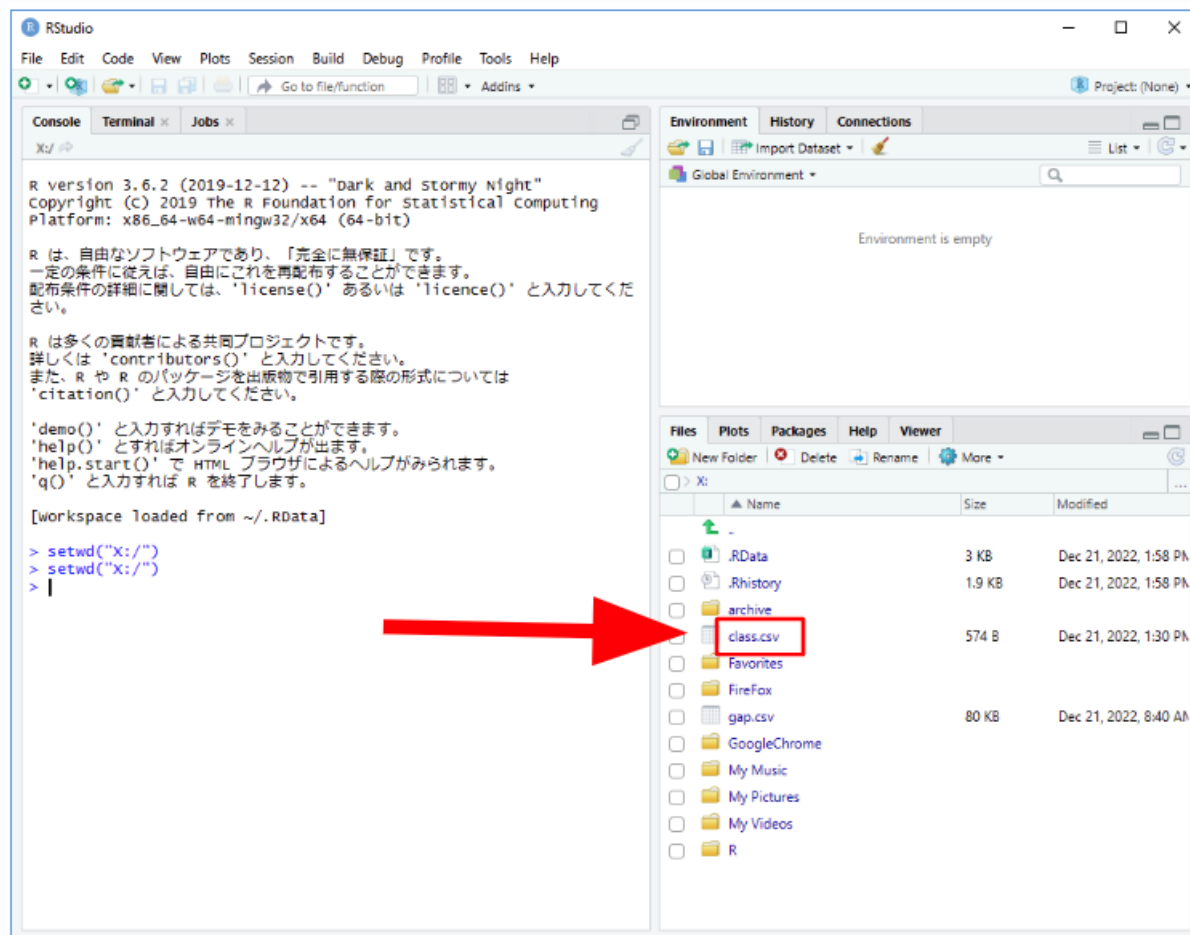 RStudio
File Edit Code View Plots Session Build Debug Profile Tools Help
Go to file/function Addins Project: (None)
Console Terminal Jobs
X:/
R version 3.6.2 (2019-12-12) -- "Dark and Stormy Night"
Copyright (C) 2019 The R Foundation for Statistical Computing
Platform: x86_64-w64-mingw32/x64 (64-bit)
R は、自由なソフトウェアであり、「完全に無保証」です。
一定の条件に従えば、自由にこれを再配布することができます。
配布条件の詳細に関しては、'license()' あるいは 'licence()' と入力してくだ
さい。
R は多くの貢献者による共同プロジェクトです。
詳しくは 'contributors()' と入力してください。
また、R や R のパッケージを出版物で引用する際の形式については
'citation()' と入力してください。
'demo()' と入力すればデモをみることができます。
'help()' とすればオンラインヘルプが出ます。
'help.start()' で HTML ブラウザによるヘルプがみられます。
'q()' と入力すれば R を終了します。
[Workspace loaded from ~/.RData]
> setwd("X:/")
> setwd("X:/")
>
Environment History Connections
Import Dataset List
Global Environment
Environment is empty
Files Plots Packages Help Viewer
New Folder Delete Rename More
X:
Name Size Modified
..
.RData 3 KB Dec 21, 2022, 1:58 PM
.Rhistory 1.9 KB Dec 21, 2022, 1:58 PM
archive
class.csv 574 B Dec 21, 2022, 1:30 PM
Favorites
FireFox
gap.csv 80 KB Dec 21, 2022, 8:40 AM
GoogleChrome
My Music
My Pictures
My Videos
R